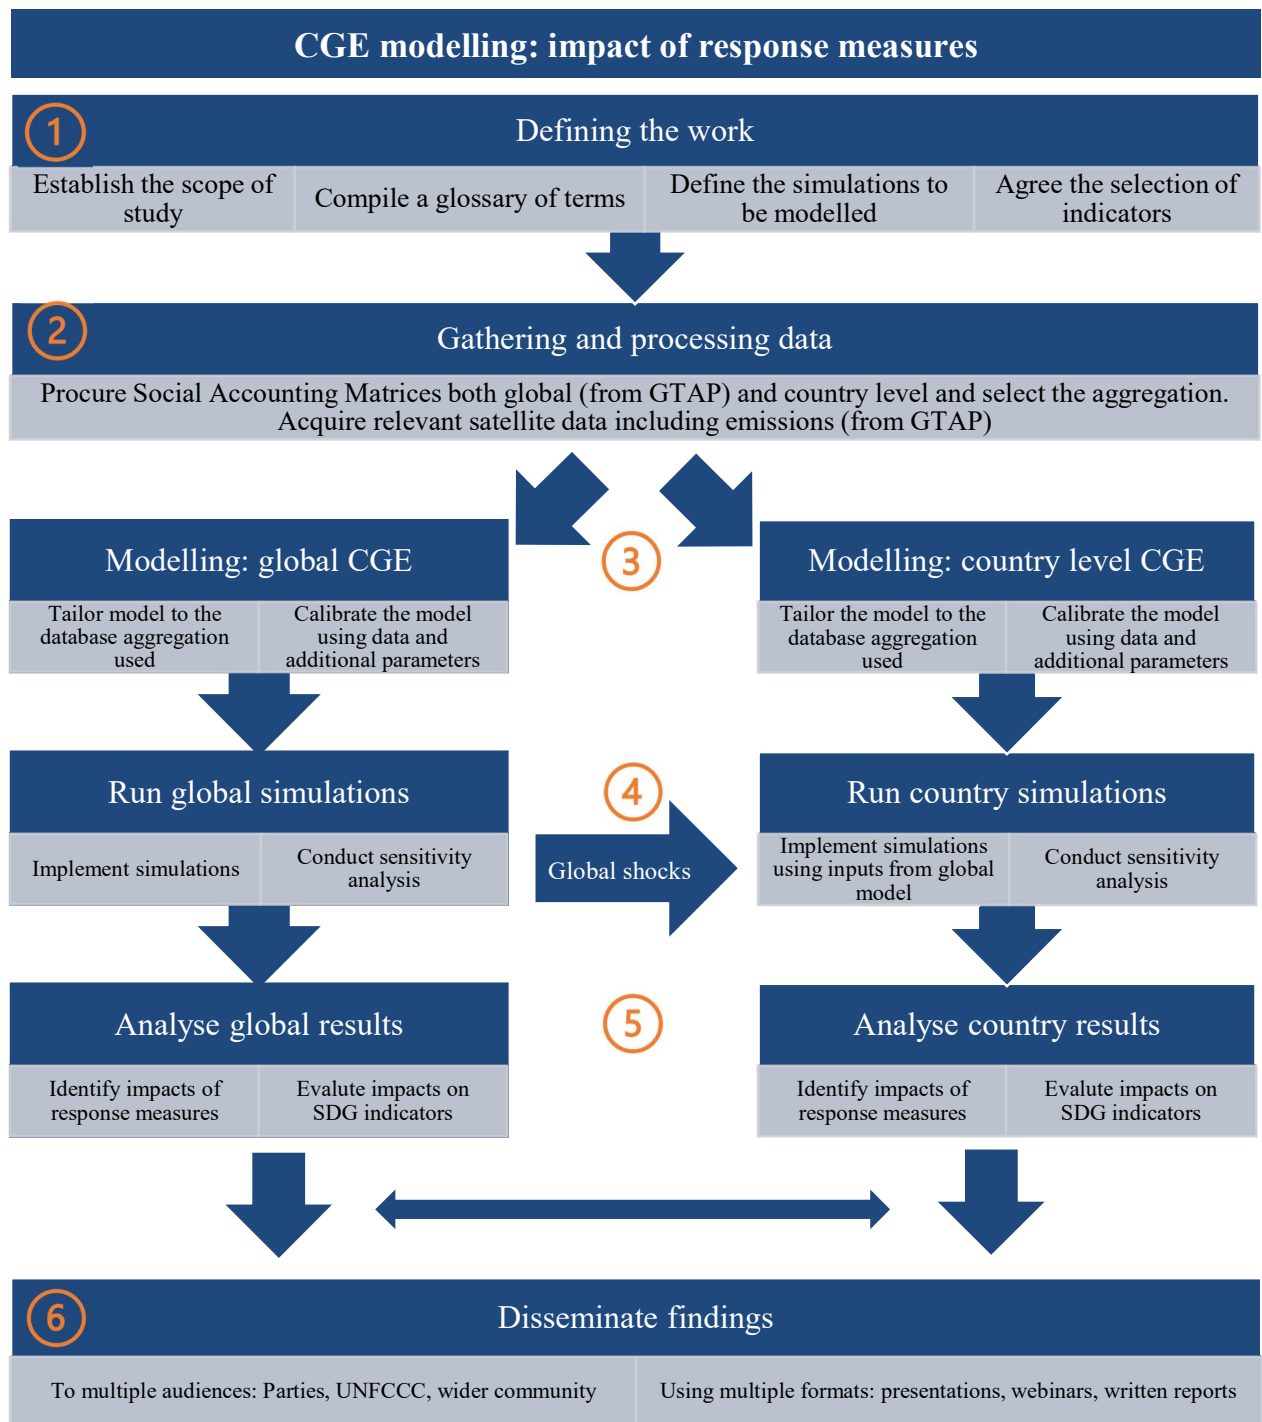 CGE modelling: impact of response measures
1
Defining the work
Establish the scope of
study
Compile a glossary of terms
Define the simulations to
be modelled
Agree the selection of
indicators
2
Gathering and processing data
Procure Social Accounting Matrices both global (from GTAP) and country level and select the aggregation.
Acquire relevant satellite data including emissions (from GTAP)
3
Modelling: global CGE
Tailor model to the
database aggregation
used
Calibrate the model
using data and
additional parameters
Modelling: country level CGE
Tailor the model to the
database aggregation
used
Calibrate the model
using data and
additional parameters
4
Run global simulations
Implement simulations
Conduct sensitivity
analysis
Global shocks
Run country simulations
Implement simulations
using inputs from global
model
Conduct sensitivity
analysis
5
Analyse global results
Identify impacts of
response measures
Evalute impacts on
SDG indicators
Analyse country results
Identify impacts of
response measures
Evalute impacts on
SDG indicators
6
Disseminate findings
To multiple audiences: Parties, UNFCCC, wider community
Using multiple formats: presentations, webinars, written reports